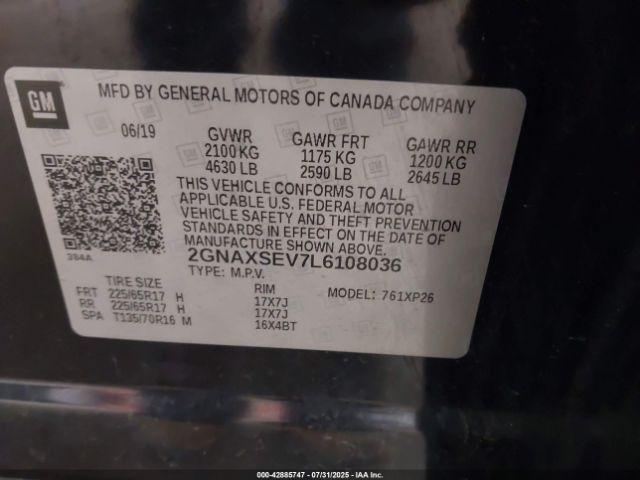 GM
MFD BY GENERAL MOTORS OF CANADA COMPANY
06/19 GVWR GAWR FRT GAWR RR
2100 KG 1175 KG 1200 KG
4630 LB 2590 LB 2645 LB
THIS VEHICLE CONFORMS TO ALL
APPLICABLE U.S. FEDERAL MOTOR
VEHICLE SAFETY AND THEFT PREVENTION
STANDARDS IN EFFECT ON THE DATE OF
MANUFACTURE SHOWN ABOVE.
384A
2GNAXSEV7L6108036
TYPE: M.P.V.
TIRE SIZE RIM MODEL: 761XP26
FRT 225/65R17 H 17X7J
RR 225/65R17 H 17X7J
SPA T135/70R16 M 16X4BT
000-42885747 - 07/31/2025 - IAA Inc.